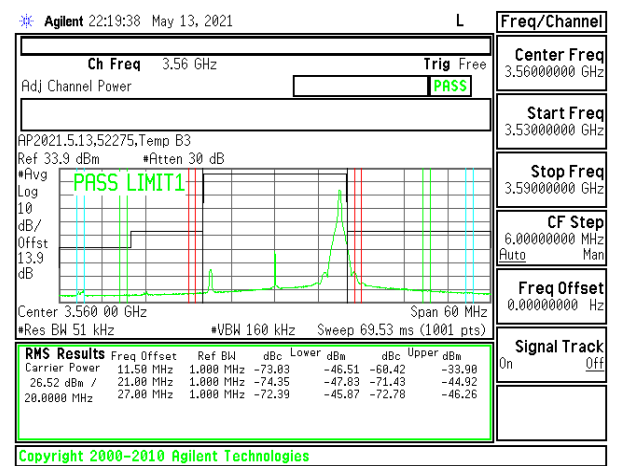 Agilent 22:19:38 May 13, 2021 L
Freq/Channel
Ch Freq 3.56 GHz Trig Free
Adj Channel Power PASS
Center Freq
3.56000000 GHz
Start Freq
3.53000000 GHz
Stop Freq
3.59000000 GHz
CF Step
6.00000000 MHz
Auto Man
Freq Offset
0.00000000 Hz
Signal Track
On Off
AP2021.5.13,52275,Temp B3
Ref 33.9 dBm #Atten 30 dB
#Avg
Log
10
dB/
Offst
13.9
dB
PASS LIMIT1
Center 3.560 00 GHz Span 60 MHz
#Res BW 51 kHz #VBW 160 kHz Sweep 69.53 ms (1001 pts)
RMS Results Freq Offset Ref BW dBc Lower dBm dBc Upper dBm
Carrier Power 11.50 MHz 1.000 MHz -73.03 -46.51 -60.42 -33.90
26.52 dBm / 21.00 MHz 1.000 MHz -74.35 -47.83 -71.43 -44.92
20.0000 MHz 27.00 MHz 1.000 MHz -72.39 -45.87 -72.78 -46.26
Copyright 2000-2010 Agilent Technologies